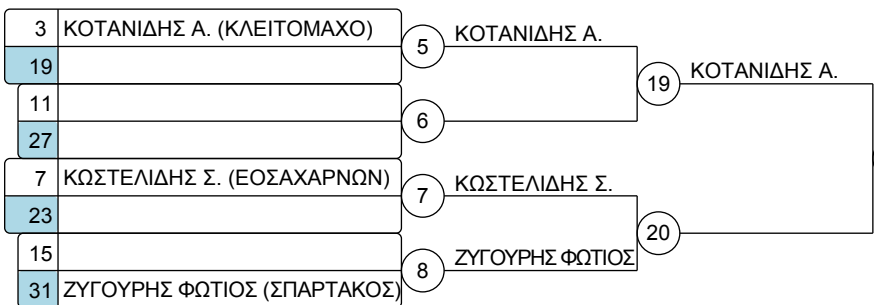 3 ΚΟΤΑΝΙΔΗΣ Α. (ΚΛΕΙΤΟΜΑΧΟ)
19
5 ΚΟΤΑΝΙΔΗΣ Α.
11
27
6
19 ΚΟΤΑΝΙΔΗΣ Α.
7 ΚΩΣΤΕΛΙΔΗΣ Σ. (ΕΟΣΑΧΑΡΝΩΝ)
23
7 ΚΩΣΤΕΛΙΔΗΣ Σ.
15
31 ΖΥΓΟΥΡΗΣ ΦΩΤΙΟΣ (ΣΠΑΡΤΑΚΟΣ)
8 ΖΥΓΟΥΡΗΣ ΦΩΤΙΟΣ
20